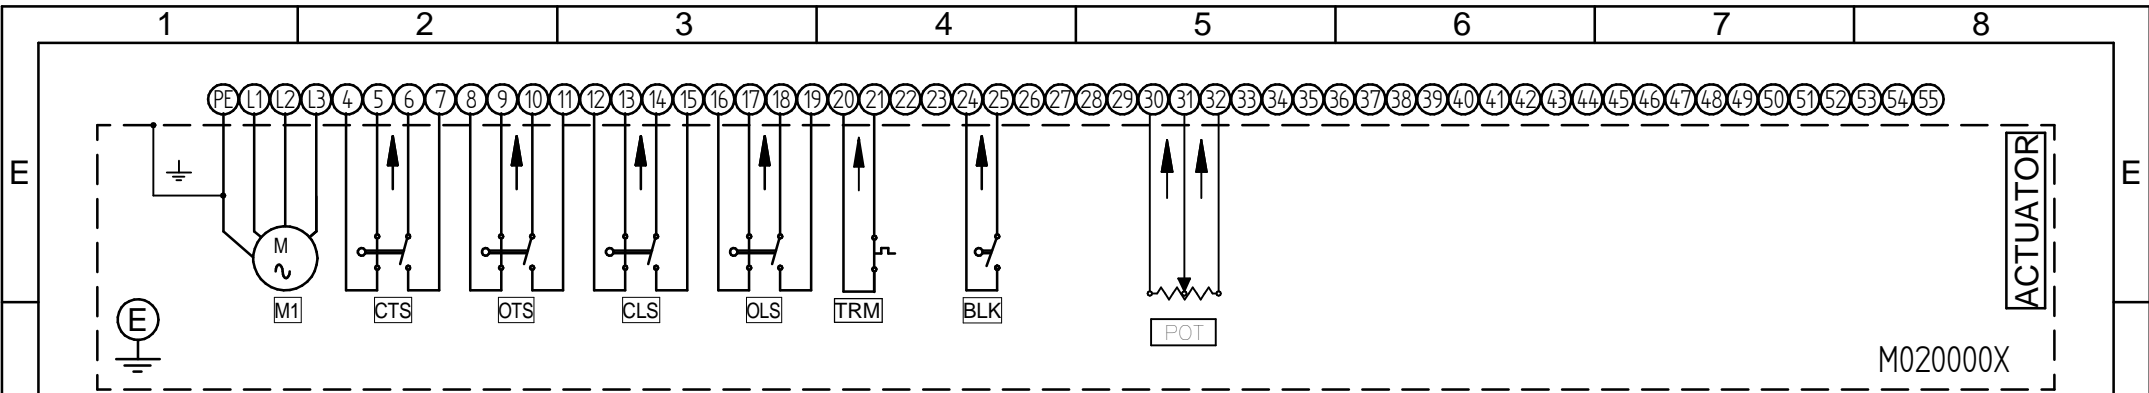 1 2 3 4 5 6 7 8
PE L1 L2 L3 4 5 6 7 8 9 10 11 12 13 14 15 16 17 18 19 20 21 22 23 24 25 26 27 28 29 30 31 32 33 34 35 36 37 38 39 40 41 42 43 44 45 46 47 48 49 50 51 52 53 54 55
E E
ACTUATOR
M
M1 CTS OTS CLS OLS TRM BLK
E
POT
M020000X